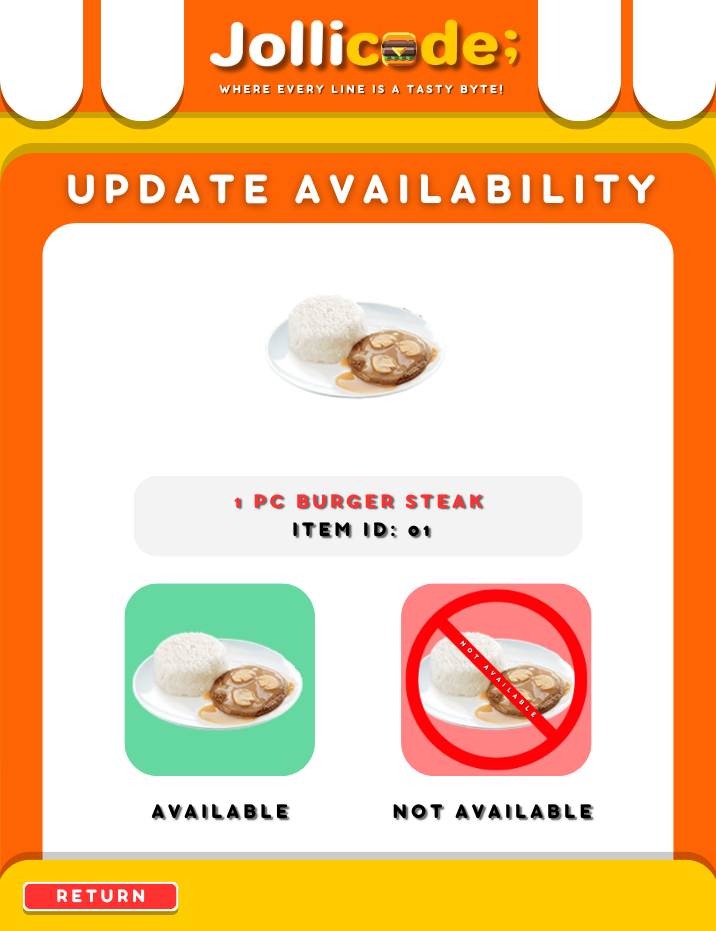 Jollicode;
WHERE EVERY LINE IS A TASTY BYTE!
UPDATE AVAILABILITY
1 PC BURGER STEAK
ITEM ID: 01
NOT AVAILABLE
AVAILABLE
NOT AVAILABLE
RETURN